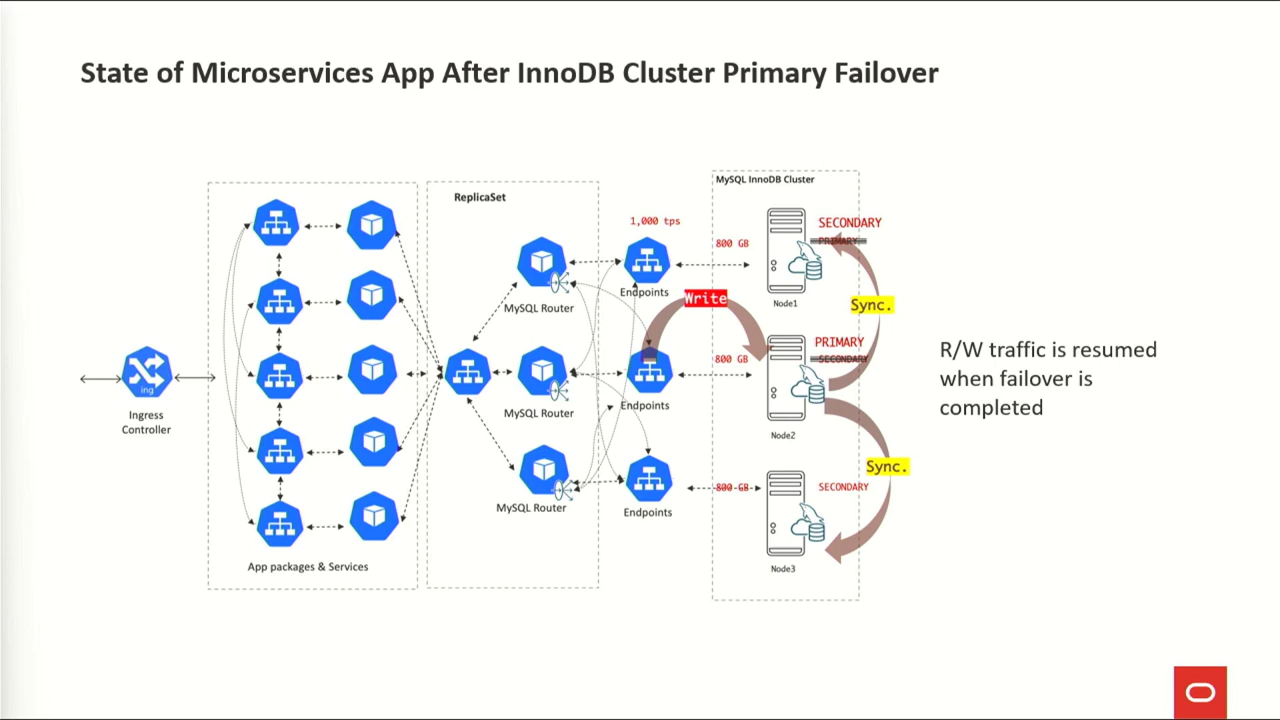 State of Microservices App After InnoDB Cluster Primary Failover
MySQL InnoDB Cluster
ReplicaSet
1,000 tps
SECONDARY
PRIMARY
800 GB
MySQL Router
Endpoints
Write
Node1
Sync.
PRIMARY
SECONDARY
800 GB
R/W traffic is resumed
when failover is
completed
ing
Ingress
Controller
MySQL Router
Endpoints
Node2
Sync.
800 GB
SECONDARY
MySQL Router
Endpoints
App packages & Services
Node3